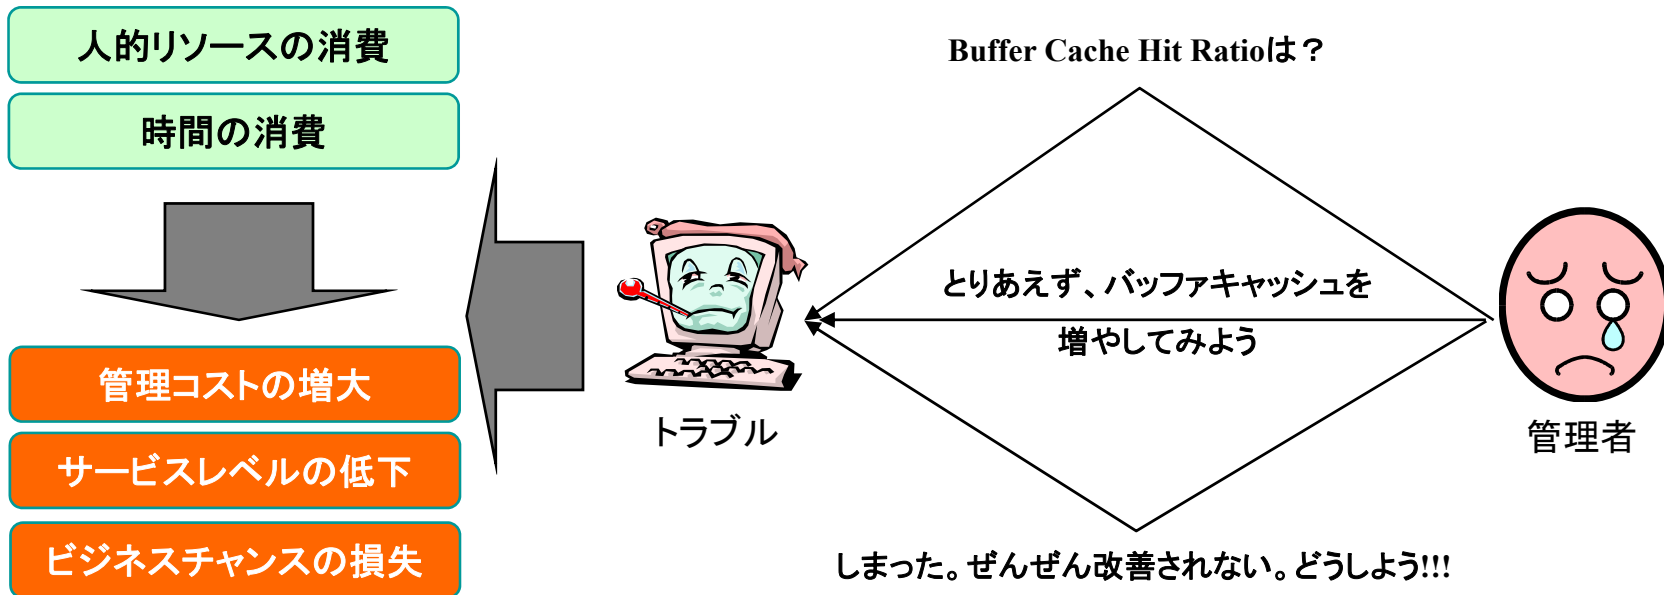 人的リソースの消費
時間の消費
管理コストの増大
サービスレベルの低下
ビジネスチャンスの損失
トラブル
Buffer Cache Hit Ratioは？
とりあえず、バッファキャッシュを
増やしてみよう
しまった。ぜんぜん改善されない。どうしよう!!!
管理者